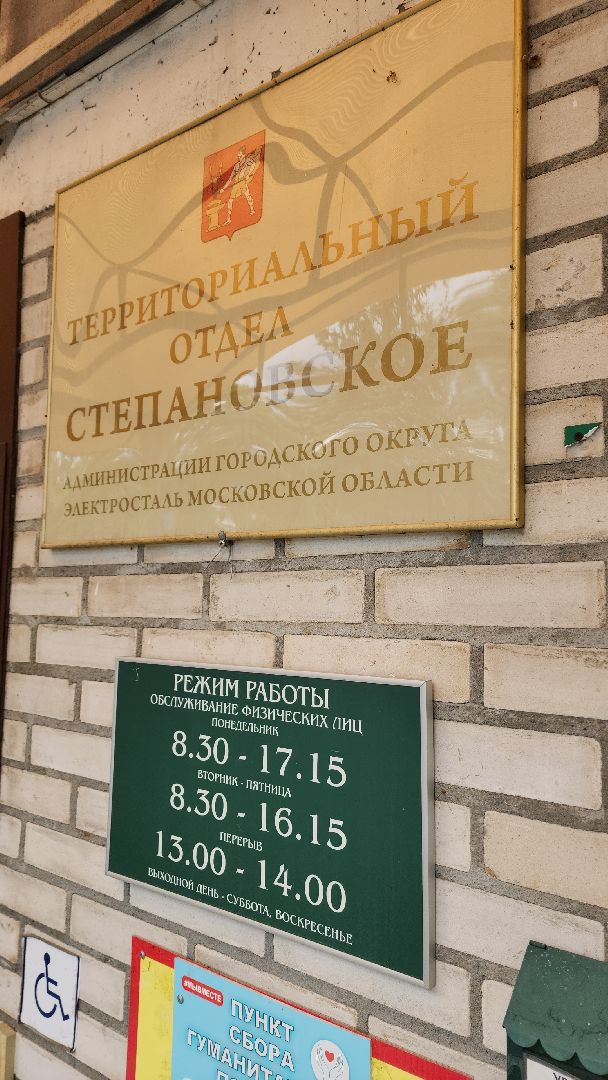 ТЕРРИТОРИАЛЬНЫЙ
ОТДЕЛ
СТЕПАНОВСКОЕ
АДМИНИСТРАЦИИ ГОРОДСКОГО ОКРУГА
ЭЛЕКТРОСТАЛЬ МОСКОВСКОЙ ОБЛАСТИ
РЕЖИМ РАБОТЫ
ОБСЛУЖИВАНИЕ ФИЗИЧЕСКИХ ЛИЦ
ПОНЕДЕЛЬНИК
8.30 - 17.15
ВТОРНИК - ПЯТНИЦА
8.30 - 16.15
ПЕРЕРЫВ
13.00 - 14.00
ВЫХОДНОЙ ДЕНЬ - СУББОТА, ВОСКРЕСЕНЬЕ
#МЫВМЕСТЕ
ПУНКТ
СБОРА